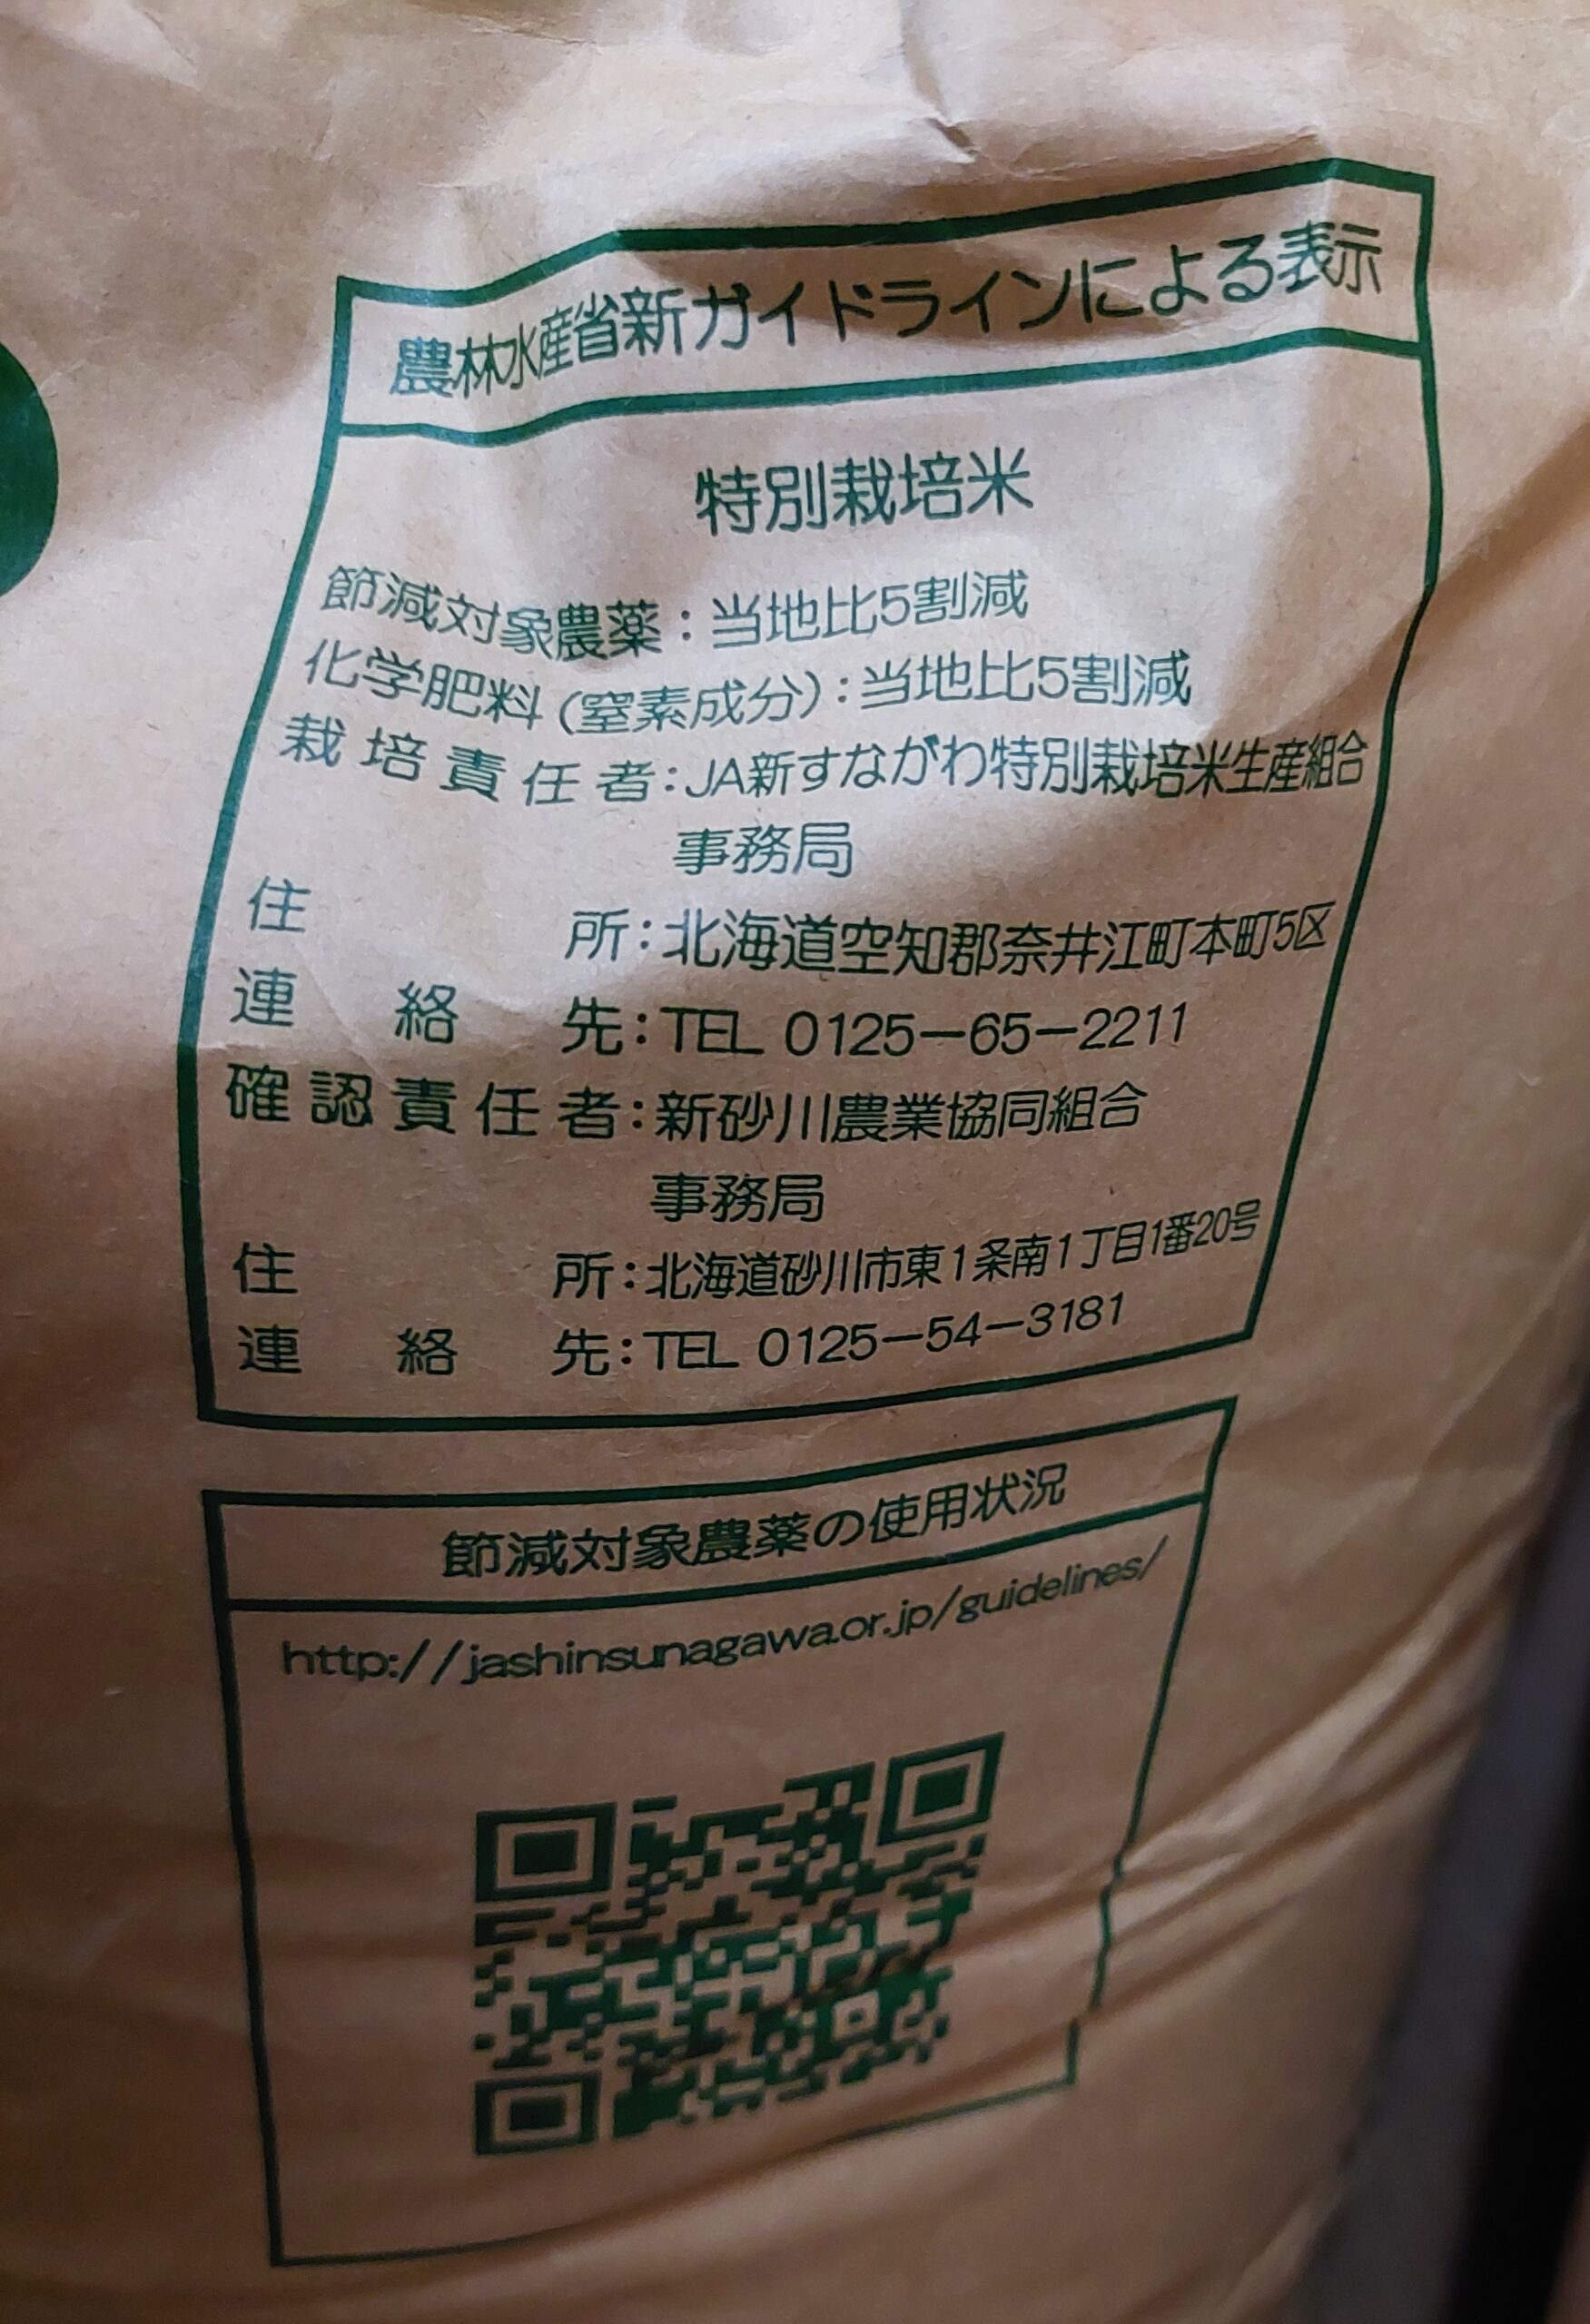 農林水産省新ガイドラインによる表示
特別栽培米
節減対象農薬：当地比5割減
化学肥料(窒素成分)：当地比5割減
栽培責任者：JA新すながわ特別栽培米生産組合
事務局
住所：北海道空知郡奈井江町本町5区
連絡先：TEL 0125−65−2211
確認責任者：新砂川農業協同組合
事務局
住所：北海道砂川市東1条南1丁目1番20号
連絡先：TEL 0125−54−3181
節減対象農薬の使用状況
http://jashinsunagawa.or.jp/guidelines/